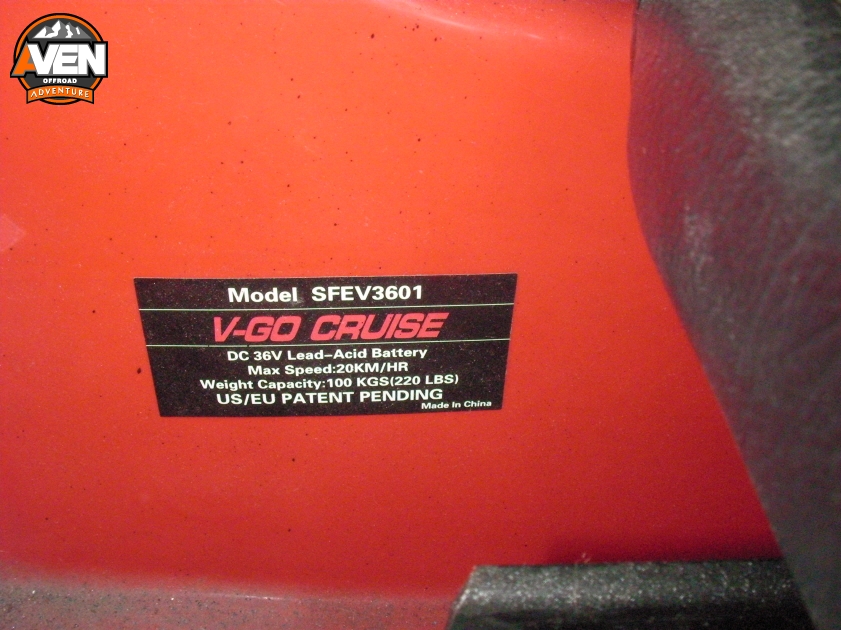 AVEN
OFFROAD
ADVENTURE
Model SFEV3601
V-GO CRUISE
DC 36V Lead-Acid Battery
Max Speed:20KM/HR
Weight Capacity:100 KGS(220 LBS)
US/EU PATENT PENDING
Made In China